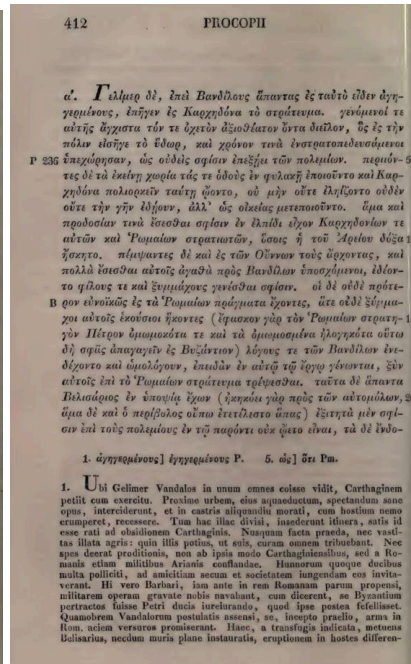 412 PROCOPII
α΄. Γελίμερ δὲ, ἐπεὶ Βανδίλους ἅπαντας ἐς ταὐτὸ εἶδεν ἀγη-
γερμένους, ἐπῆγεν ἐς Καρχηδόνα τὸ στράτευμα. γενόμενοί τε
αὐτῆς ἄγχιστα τόν τε ὀχετὸν ἀξιοθέατον ὄντα διεῖλον, ὃς ἐς τὴν
πόλιν εἰσῆγε τὸ ὕδωρ, καὶ χρόνον τινὰ ἐνστρατοπεδευσάμενοι
P 236 ὑπεχώρησαν, ὡς οὐδεὶς σφίσιν ἐπεξῄει τῶν πολεμίων. περιιόν- 5
τες δὲ τὰ ἐκείνῃ χωρία τάς τε ὁδοὺς ἐν φυλακῇ ἐποιοῦντο καὶ Καρ-
χηδόνα πολιορκεῖν ταύτῃ ᾤοντο, οὐ μὴν οὔτε ἐληΐζοντο οὐδὲν
οὔτε τὴν γῆν ἐδῄουν, ἀλλ᾽ ὡς οἰκείας μετεποιοῦντο. ἅμα καὶ
προδοσίαν τινὰ ἔσεσθαι σφίσιν ἐν ἐλπίδι εἶχον Καρχηδονίων τε
αὐτῶν καὶ Ῥωμαίων στρατιωτῶν, ὅσοις ἡ τοῦ Ἀρείου δόξα 1
ἤσκητο. πέμψαντες δὲ καὶ ἐς τῶν Οὔννων τοὺς ἄρχοντας, καὶ
πολλὰ ἔσεσθαι αὐτοῖς ἀγαθὰ πρὸς Βανδίλων ὑποσχόμενοι, ἐδέον-
το φίλους τε καὶ ξυμμάχους γενέσθαι σφίσιν. οἱ δὲ οὐδὲ πρότε-
B ρον εὐνοϊκῶς ἐς τὰ Ῥωμαίων πράγματα ἔχοντες, ἅτε οὐδὲ ξύμμα-
χοι αὐτοῖς ἑκούσιοι ἥκοντες (ἔφασκον γὰρ τὸν Ῥωμαίων στρατη- 1
γὸν Πέτρον ὀμωμοκότα τε καὶ τὰ ὀμωμοσμένα ἠλογηκότα οὕτω
δὴ σφᾶς ἀπαγαγεῖν ἐς Βυζάντιον) λόγους τε τῶν Βανδίλων ἐνε-
δέχοντο καὶ ὡμολόγουν, ἐπειδὰν ἐν αὐτῷ τῷ ἔργῳ γένωνται, ξὺν
αὐτοῖς ἐπὶ τὸ Ῥωμαίων στράτευμα τρέψεσθαι. ταῦτα δὲ ἅπαντα
Βελισάριος ἐν ὑποψίᾳ ἔχων (ἠκηκόει γὰρ πρὸς τῶν αὐτομόλων, 2
ἅμα δὲ καὶ ὁ περίβολος οὔπω ἐτετέλεστο ἅπας) ἐξιτητὰ μὲν σφί-
σιν ἐπὶ τοὺς πολεμίους ἐν τῷ παρόντι οὐκ ᾤετο εἶναι, τὰ δὲ ἔνδο-
1. ἀγηγερμένους] ἐγηγερμένους P. 5. ὡς] ὅτι Pm.
1. Ubi Gelimer Vandalos in unum omnes coisse vidit, Carthaginem
petiit cum exercitu. Proxime urbem, eius aquaeductum, spectandum sane
opus, interciderunt, et in castris aliquandiu morati, cum hostium nemo
erumperet, recessere. Tum hac illac divisi, insederunt itinera, satis id
esse rati ad obsidionem Carthaginis. Nusquam facta praeda, nec vasti-
tas illata agris: quin illis potius, ut suis, curam omnem tribuebant. Nec
spes deerat proditionis, non ab ipsis modo Carthaginiensibus, sed a Ro-
manis etiam militibus Arianis conflandae. Hunnorum quoque ducibus
multa polliciti, ad amicitiam secum et societatem iungendam eos invita-
verant. Hi vero Barbari, iam ante in rem Romanam parum propensi,
militarem operam gravate nobis navabant, cum dicerent, se Byzantium
pertractos fuisse Petri ducis iureiurando, quod ipse postea fefellisset.
Quamobrem Vandalorum postulatis assensi, se, incepto praelio, arma in
Rom. aciem versuros promiserant. Haec, a transfugis indicata, metuens
Belisarius, necdum muris plane instauratis, eruptionem in hostes differen-